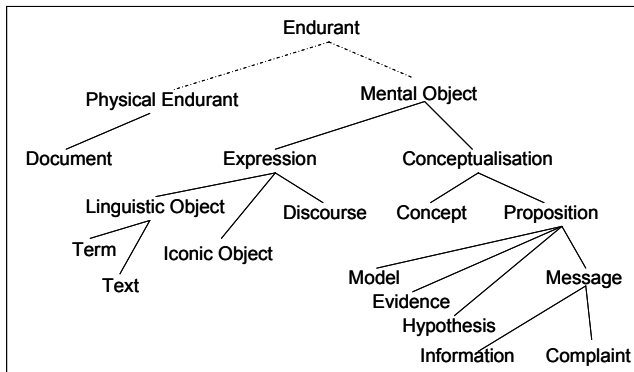 Endurant
Physical Endurant
Mental Object
Document
Expression
Conceptualisation
Linguistic Object
Discourse
Concept
Proposition
Term
Iconic Object
Text
Model
Message
Evidence
Hypothesis
Information
Complaint